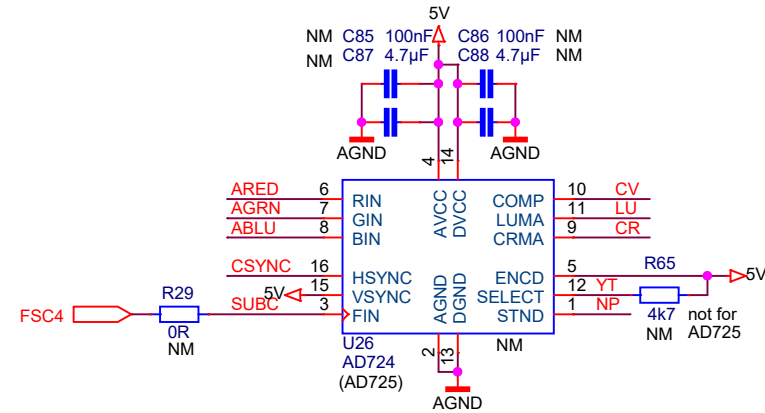 5V
NM C85 100nF C86 100nF NM
NM C87 4.7µF C88 4.7µF NM
AGND AGND
4 14
AVCC DVCC
ARED 6 RIN COMP 10 CV
AGRN 7 GIN LUMA 11 LU
ABLU 8 BIN CRMA 9 CR
CSYNC 16 HSYNC ENCD 5 R65
5V 15 VSYNC SELECT 12 YT 5V
FSC4 R29 SUBC 3 FIN STND 1 NP 4k7 not for
0R NM AD725
NM
AGND DGND
U26 NM
AD724 2 13
(AD725)
AGND